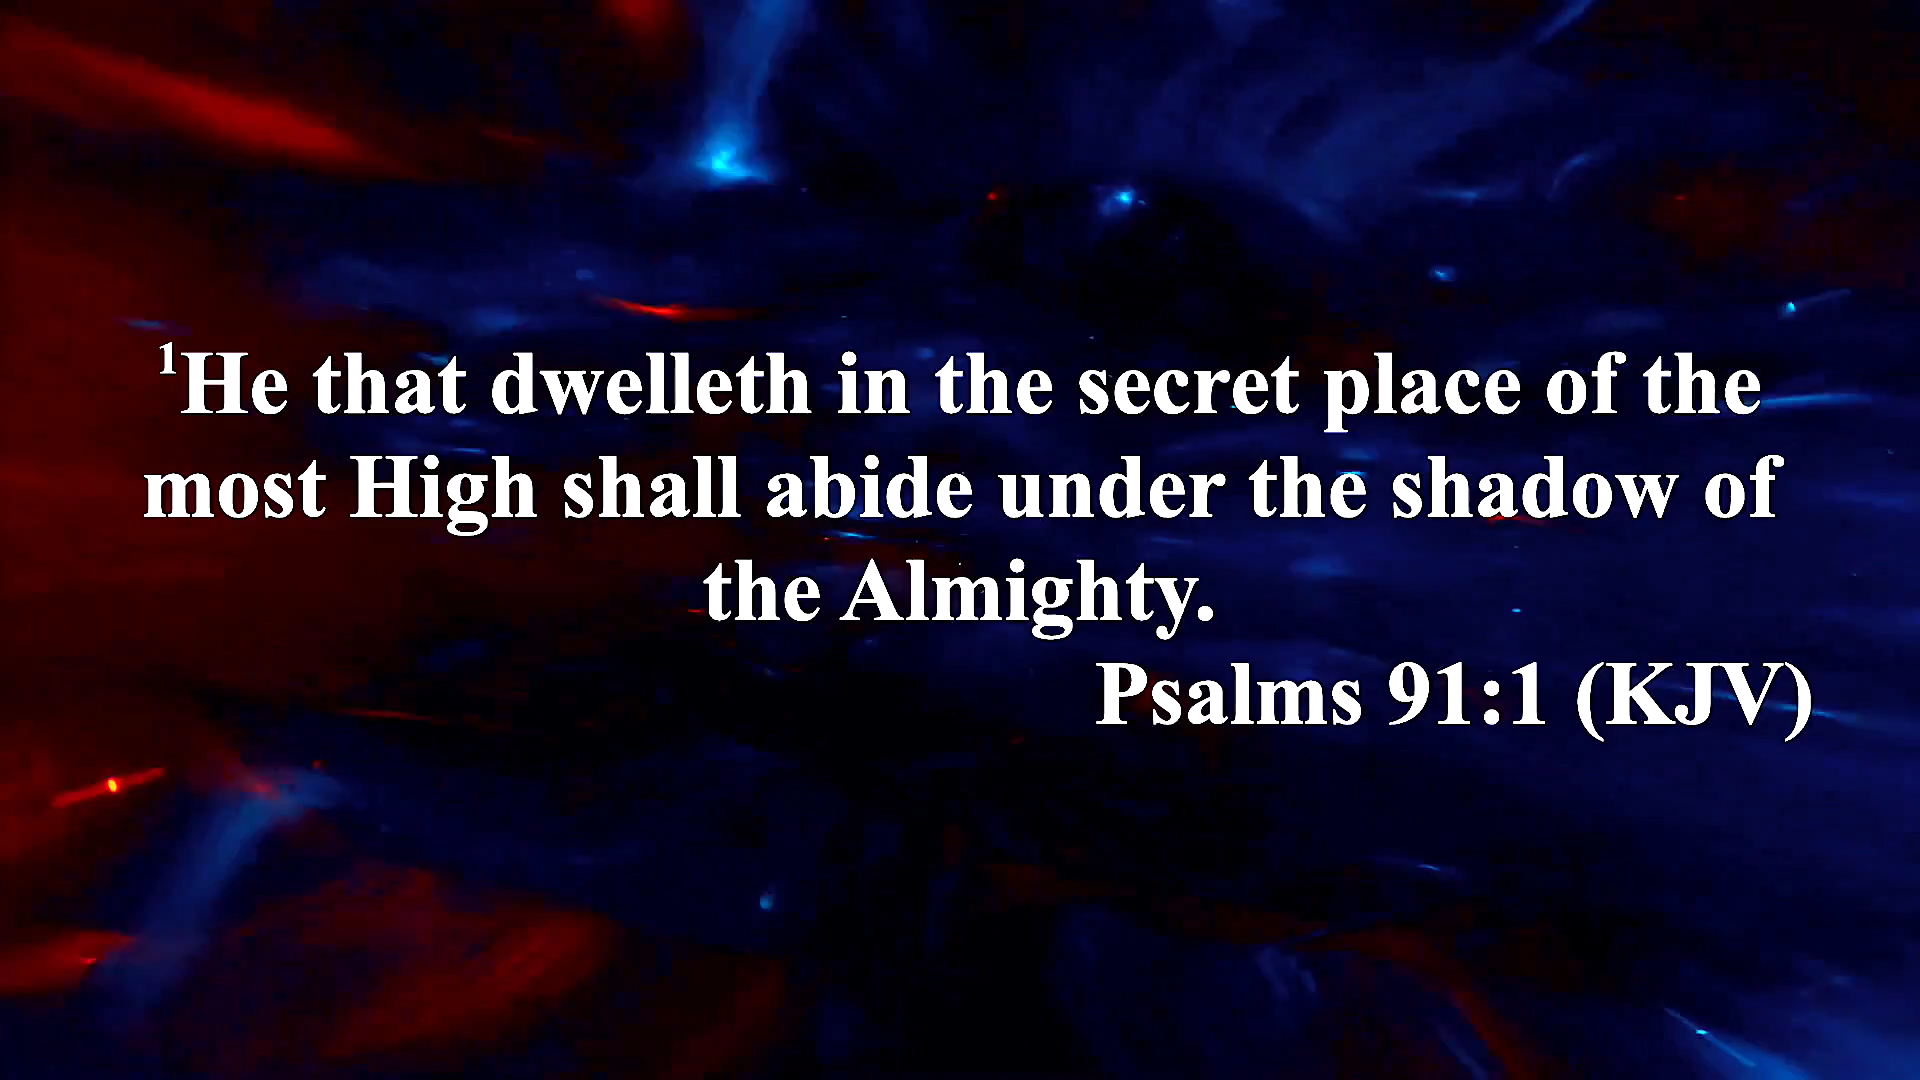 ¹He that dwelleth in the secret place of the
most High shall abide under the shadow of
the Almighty.
Psalms 91:1 (KJV)